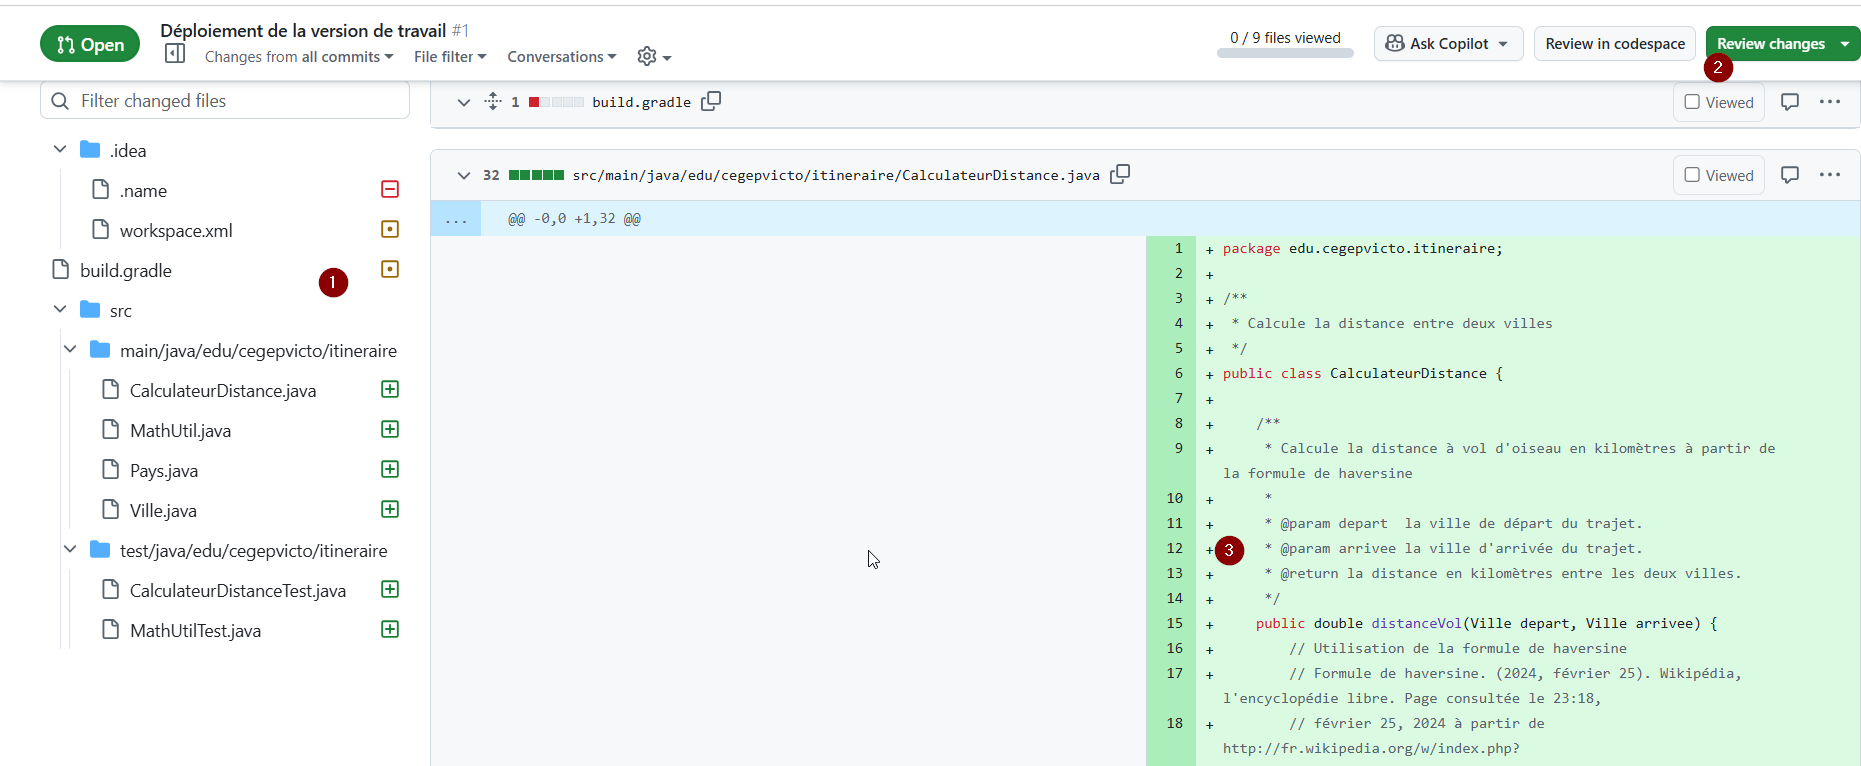 Open
Déploiement de la version de travail #1
Changes from all commits
File filter
Conversations
0 / 9 files viewed
Ask Copilot
Review in codespace
Review changes
2
Filter changed files
.idea
.name
workspace.xml
build.gradle
1
src
main/java/edu/cegepvicto/itineraire
CalculateurDistance.java
MathUtil.java
Pays.java
Ville.java
test/java/edu/cegepvicto/itineraire
CalculateurDistanceTest.java
MathUtilTest.java
1 build.gradle
Viewed
32 src/main/java/edu/cegepvicto/itineraire/CalculateurDistance.java
Viewed
... @@ -0,0 +1,32 @@
1 + package edu.cegepvicto.itineraire;
2 +
3 + /**
4 + * Calcule la distance entre deux villes
5 + */
6 + public class CalculateurDistance {
7 +
8 + /**
9 + * Calcule la distance à vol d'oiseau en kilomètres à partir de
la formule de haversine
10 + *
11 + * @param depart  la ville de départ du trajet.
12 + 3 * @param arrivee la ville d'arrivée du trajet.
13 + * @return la distance en kilomètres entre les deux villes.
14 + */
15 + public double distanceVol(Ville depart, Ville arrivee) {
16 + // Utilisation de la formule de haversine
17 + // Formule de haversine. (2024, février 25). Wikipédia,
l'encyclopédie libre. Page consultée le 23:18,
18 + // février 25, 2024 à partir de
http://fr.wikipedia.org/w/index.php?